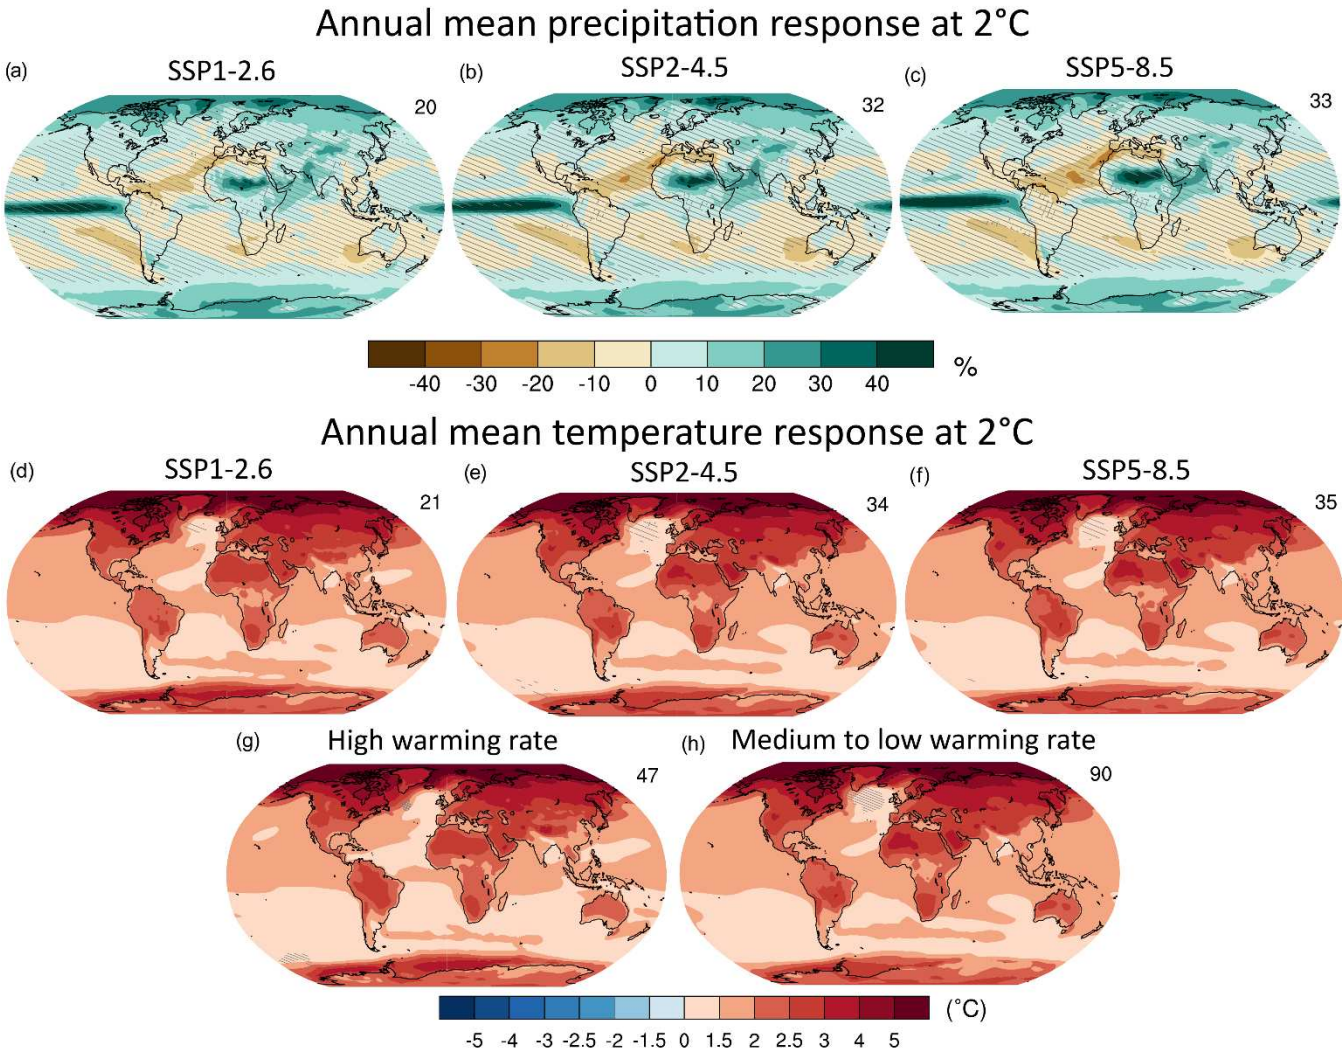 Annual mean precipitation response at 2°C
(a) SSP1-2.6 20
(b) SSP2-4.5 32
(c) SSP5-8.5 33
-40 -30 -20 -10 0 10 20 30 40 %
Annual mean temperature response at 2°C
(d) SSP1-2.6 21
(e) SSP2-4.5 34
(f) SSP5-8.5 35
(g) High warming rate 47
(h) Medium to low warming rate 90
-5 -4 -3 -2.5 -2 -1.5 -0.5 0 1.5 2 2.5 3 4 5 (°C)